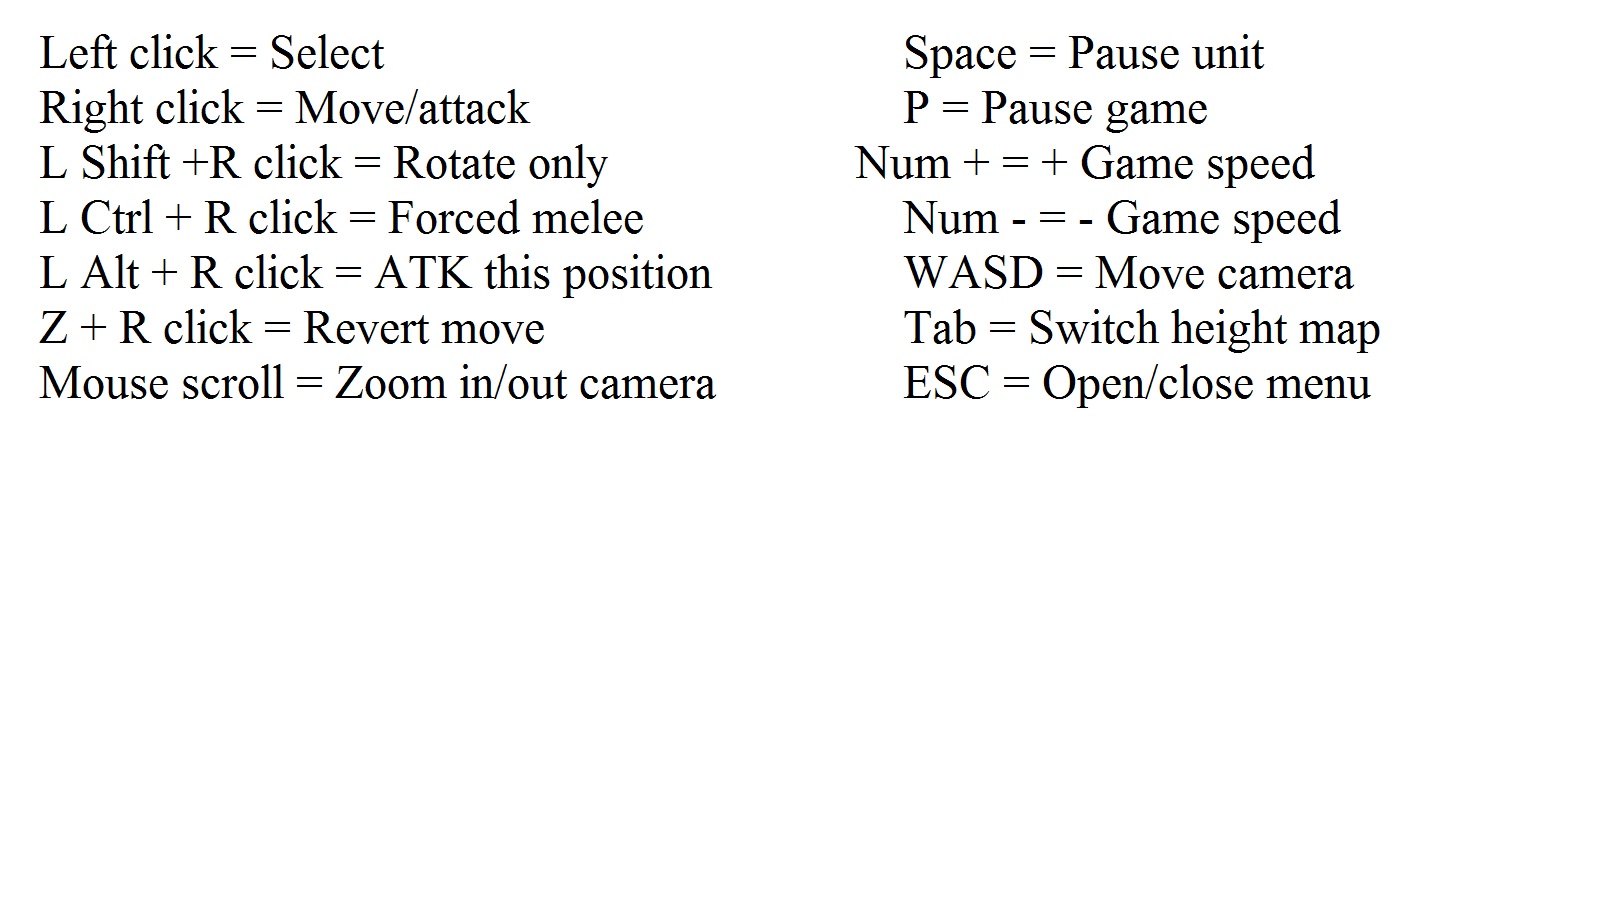 Left click = Select
Right click = Move/attack
L Shift +R click = Rotate only
L Ctrl + R click = Forced melee
L Alt + R click = ATK this position
Z + R click = Revert move
Mouse scroll = Zoom in/out camera
Space = Pause unit
P = Pause game
Num + = + Game speed
Num - = - Game speed
WASD = Move camera
Tab = Switch height map
ESC = Open/close menu